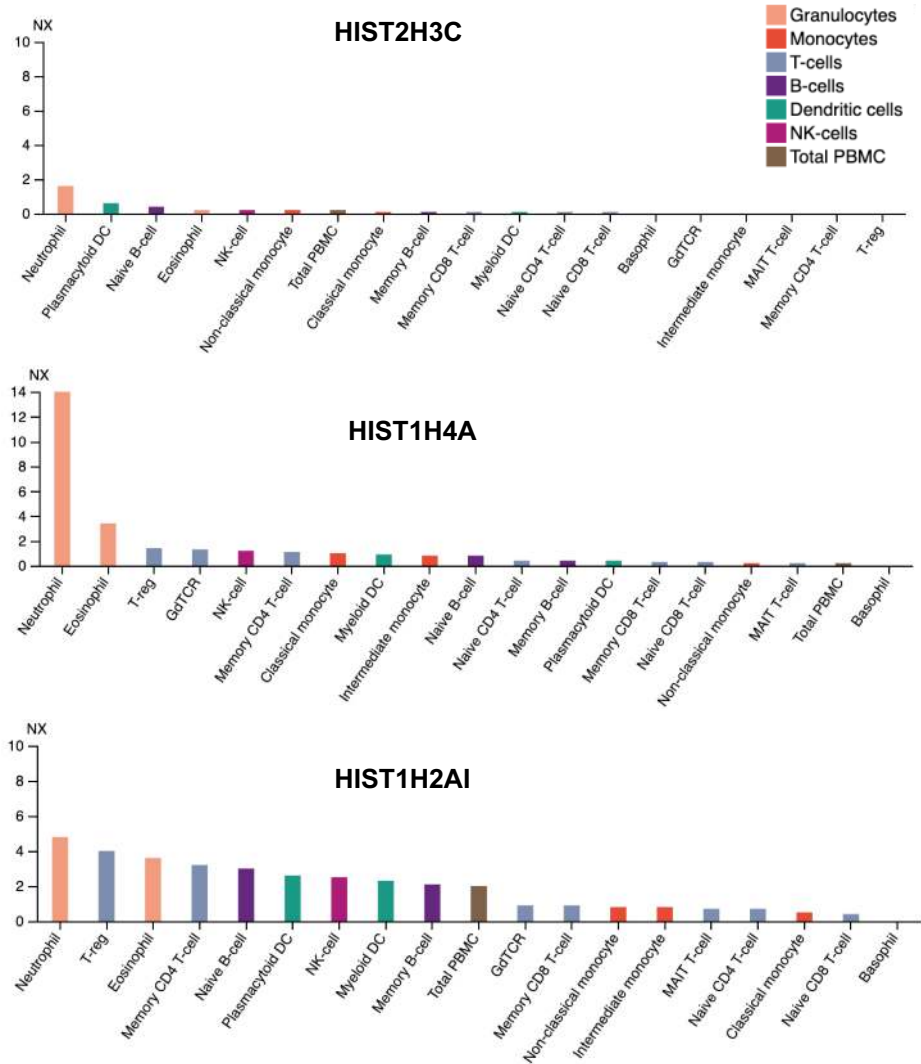 NX
HIST2H3C
Granulocytes
Monocytes
T-cells
B-cells
Dendritic cells
NK-cells
Total PBMC
10
8
6
4
2
0
Neutrophil
Plasmacytoid DC
Naive B-cell
Eosinophil
NK-cell
Non-classical monocyte
Total PBMC
Classical monocyte
Memory B-cell
Memory CD8 T-cell
Myeloid DC
Naive CD4 T-cell
Naive CD8 T-cell
Basophil
GdTCR
Intermediate monocyte
MAIT T-cell
Memory CD4 T-cell
T-reg
NX
HIST1H4A
14
12
10
8
6
4
2
0
Neutrophil
Eosinophil
T-reg
GdTCR
NK-cell
Memory CD4 T-cell
Classical monocyte
Myeloid DC
Intermediate monocyte
Naive B-cell
Naive CD4 T-cell
Memory B-cell
Plasmacytoid DC
Memory CD8 T-cell
Naive CD8 T-cell
Non-classical monocyte
MAIT T-cell
Total PBMC
Basophil
NX
HIST1H2AI
10
8
6
4
2
0
Neutrophil
T-reg
Eosinophil
Memory CD4 T-cell
Naive B-cell
Plasmacytoid DC
NK-cell
Myeloid DC
Memory B-cell
Total PBMC
GdTCR
Memory CD8 T-cell
Non-classical monocyte
Intermediate monocyte
MAIT T-cell
Naive CD4 T-cell
Classical monocyte
Naive CD8 T-cell
Basophil